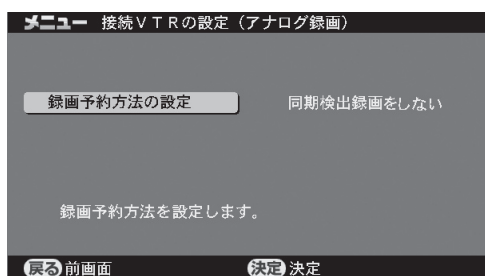 メニュー 接続ＶＴＲの設定（アナログ録画）
録画予約方法の設定 同期検出録画をしない
録画予約方法を設定します。
戻る 前画面 決定 決定